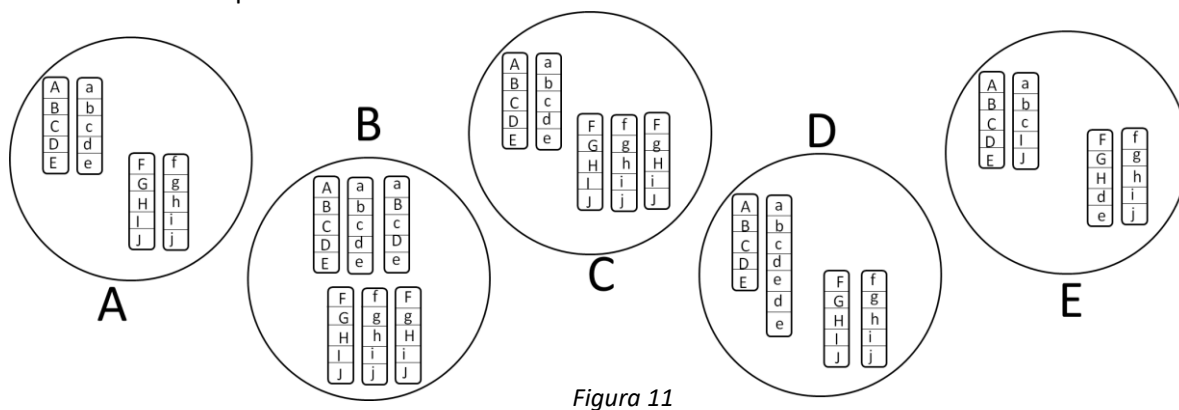 A a
B b
C c
D d
E e
F f
G g
H h
I i
J j
A
B
A a a
B b B
C c c
D d D
E e e
F f F
G g g
H h H
I i i
J j J
A a
B b
C c
D d
E e
F f F
G g g
H h H
I i i
J j J
C
D
A a
B b
C c
D d
E e
d
e
F f
G g
H h
I i
J j
A a
B b
C c
D I
E J
F f
G g
H h
d i
e j
E
Figura 11